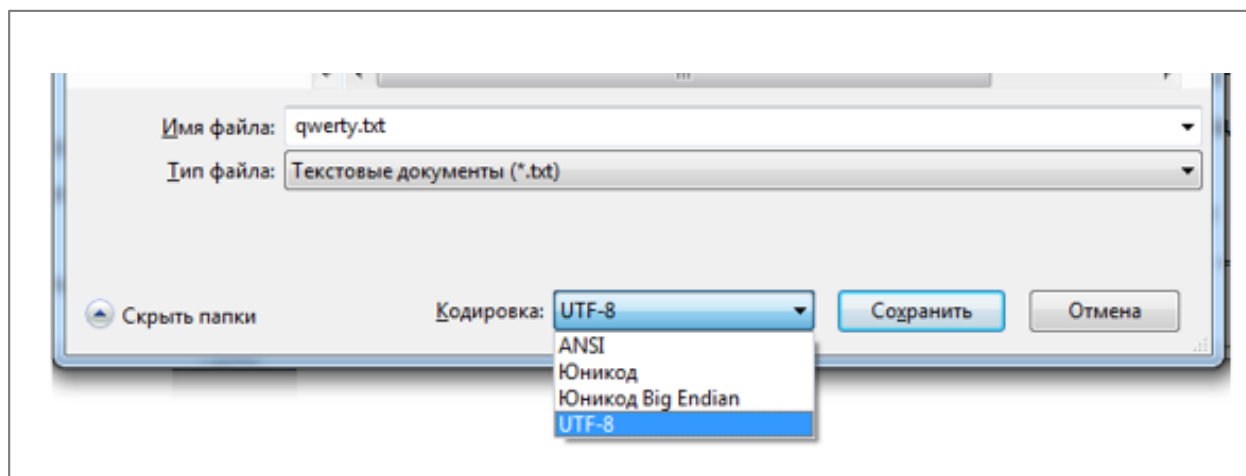 Имя файла: qwerty.txt
Тип файла: Текстовые документы (*.txt)
Скрыть папки Кодировка: UTF-8 Сохранить Отмена
ANSI
Юникод
Юникод Big Endian
UTF-8